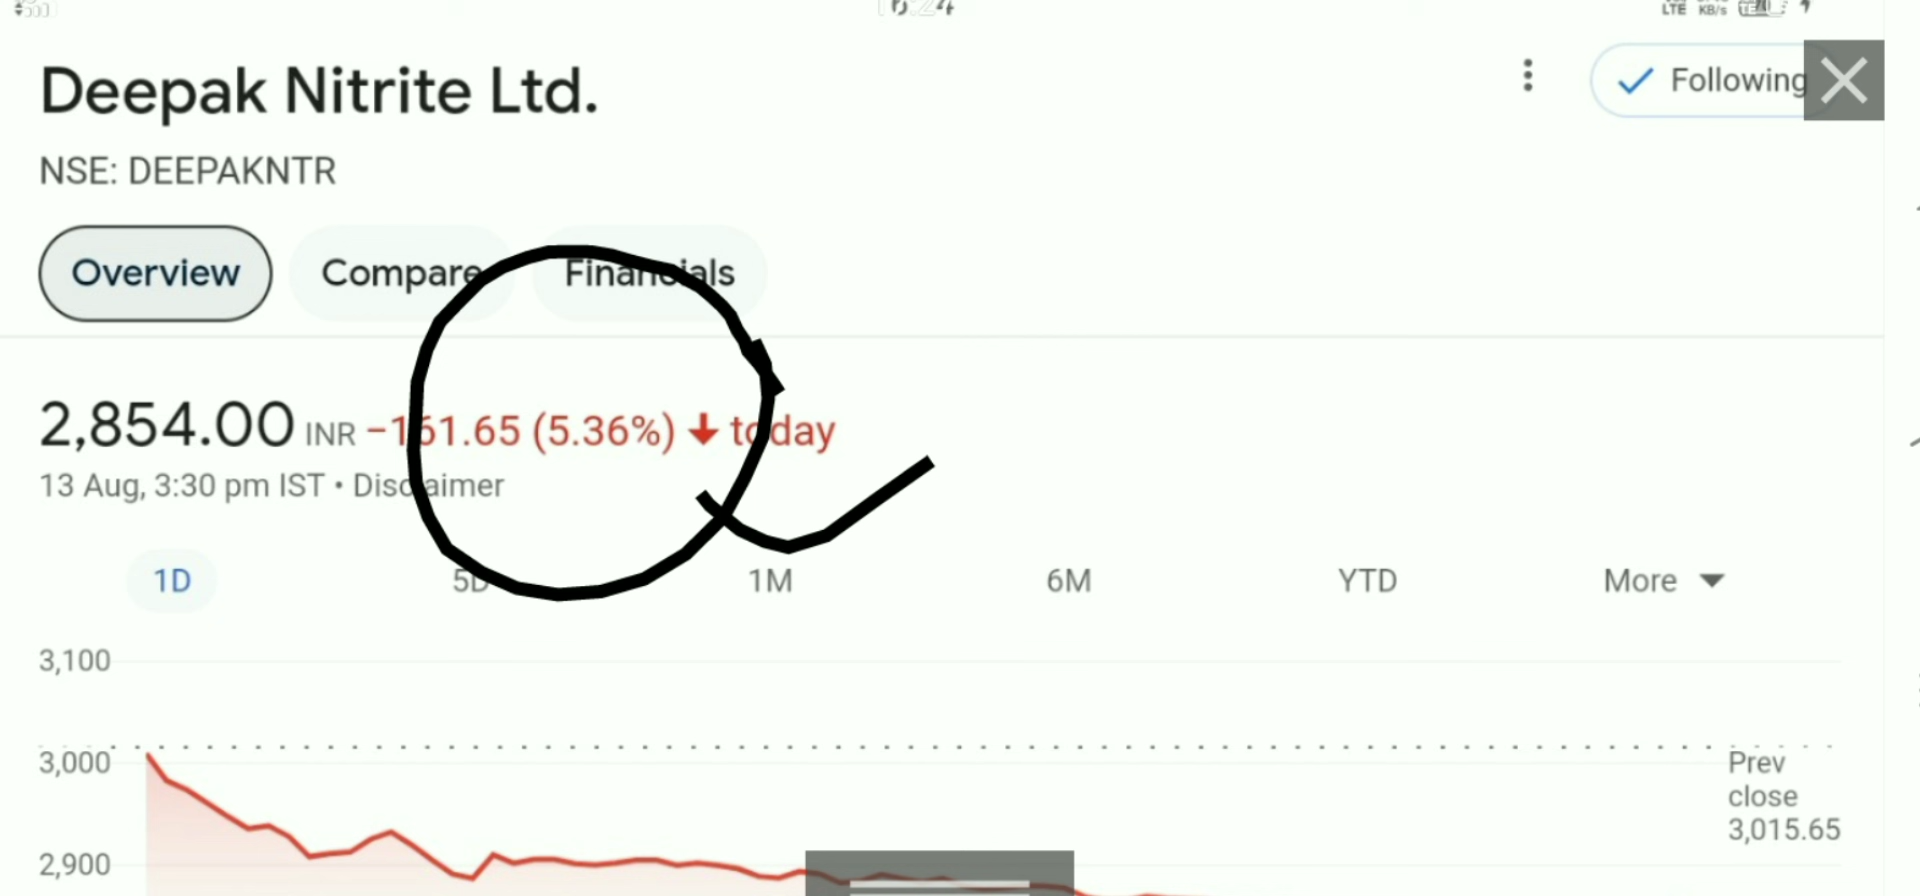 Deepak Nitrite Ltd.
Following
NSE: DEEPAKNTR
Overview Compare Financials
2,854.00 INR −161.65 (5.36%) today
13 Aug, 3:30 pm IST • Disclaimer
1D 5D 1M 6M YTD More
3,100
3,000
Prev
close
3,015.65
2,900
LTE KB/s